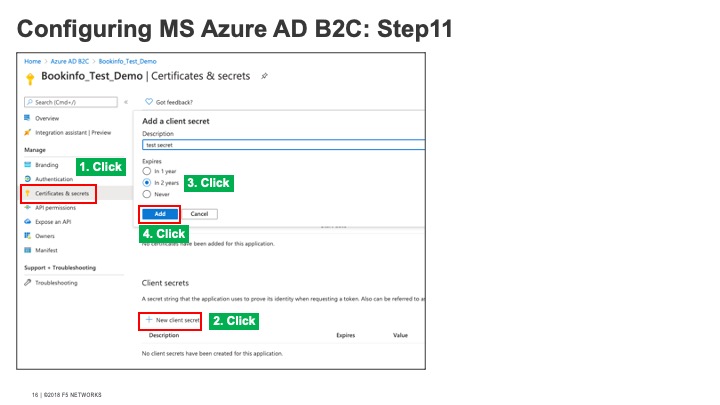 Configuring MS Azure AD B2C: Step11
Home > Azure AD B2C > Bookinfo_Test_Demo
Bookinfo_Test_Demo | Certificates & secrets
Search (Cmd+/)
«
Got feedback?
Overview
Integration assistant | Preview
Manage
Branding
Authentication
Certificates & secrets
API permissions
Expose an API
Owners
Manifest
Support + Troubleshooting
Troubleshooting
1. Click
Add a client secret
Description
test secret
Expires
In 1 year
In 2 years
Never
3. Click
Add
Cancel
4. Click
No certificates have been added for this application.
Client secrets
A secret string that the application uses to prove its identity when requesting a token. Also can be referred to a
+ New client secret
2. Click
Description Expires Value
No client secrets have been created for this application.
16 | ©2018 F5 NETWORKS